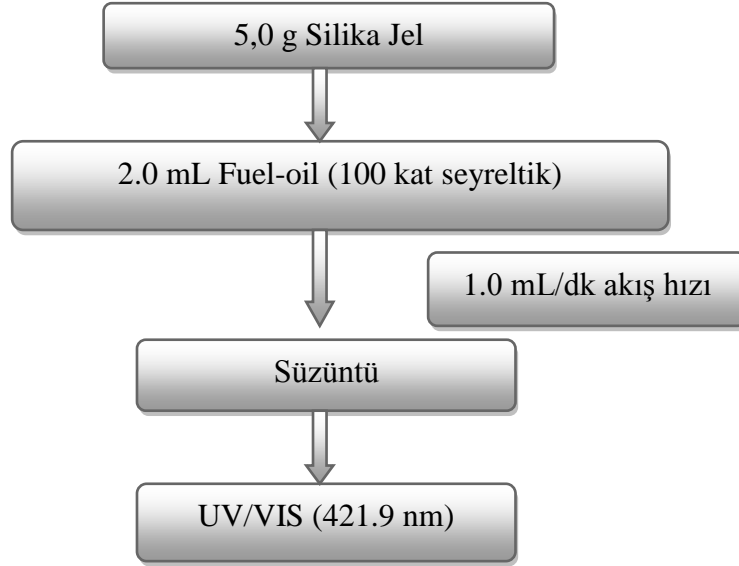 5,0 g Silika Jel
2.0 mL Fuel-oil (100 kat seyreltik)
1.0 mL/dk akış hızı
Süzüntü
UV/VIS (421.9 nm)